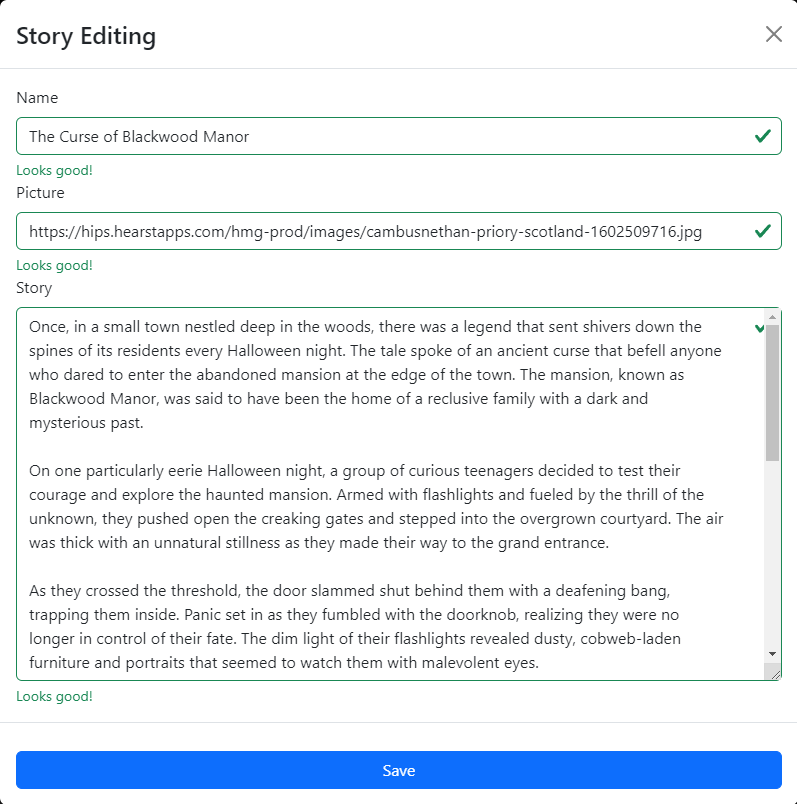 Story Editing
Name
The Curse of Blackwood Manor
Looks good!
Picture
https://hips.hearstapps.com/hmg-prod/images/cambusnethan-priory-scotland-1602509716.jpg
Looks good!
Story
Once, in a small town nestled deep in the woods, there was a legend that sent shivers down the
spines of its residents every Halloween night. The tale spoke of an ancient curse that befell anyone
who dared to enter the abandoned mansion at the edge of the town. The mansion, known as
Blackwood Manor, was said to have been the home of a reclusive family with a dark and
mysterious past.
On one particularly eerie Halloween night, a group of curious teenagers decided to test their
courage and explore the haunted mansion. Armed with flashlights and fueled by the thrill of the
unknown, they pushed open the creaking gates and stepped into the overgrown courtyard. The air
was thick with an unnatural stillness as they made their way to the grand entrance.
As they crossed the threshold, the door slammed shut behind them with a deafening bang,
trapping them inside. Panic set in as they fumbled with the doorknob, realizing they were no
longer in control of their fate. The dim light of their flashlights revealed dusty, cobweb-laden
furniture and portraits that seemed to watch them with malevolent eyes.
Looks good!
Save